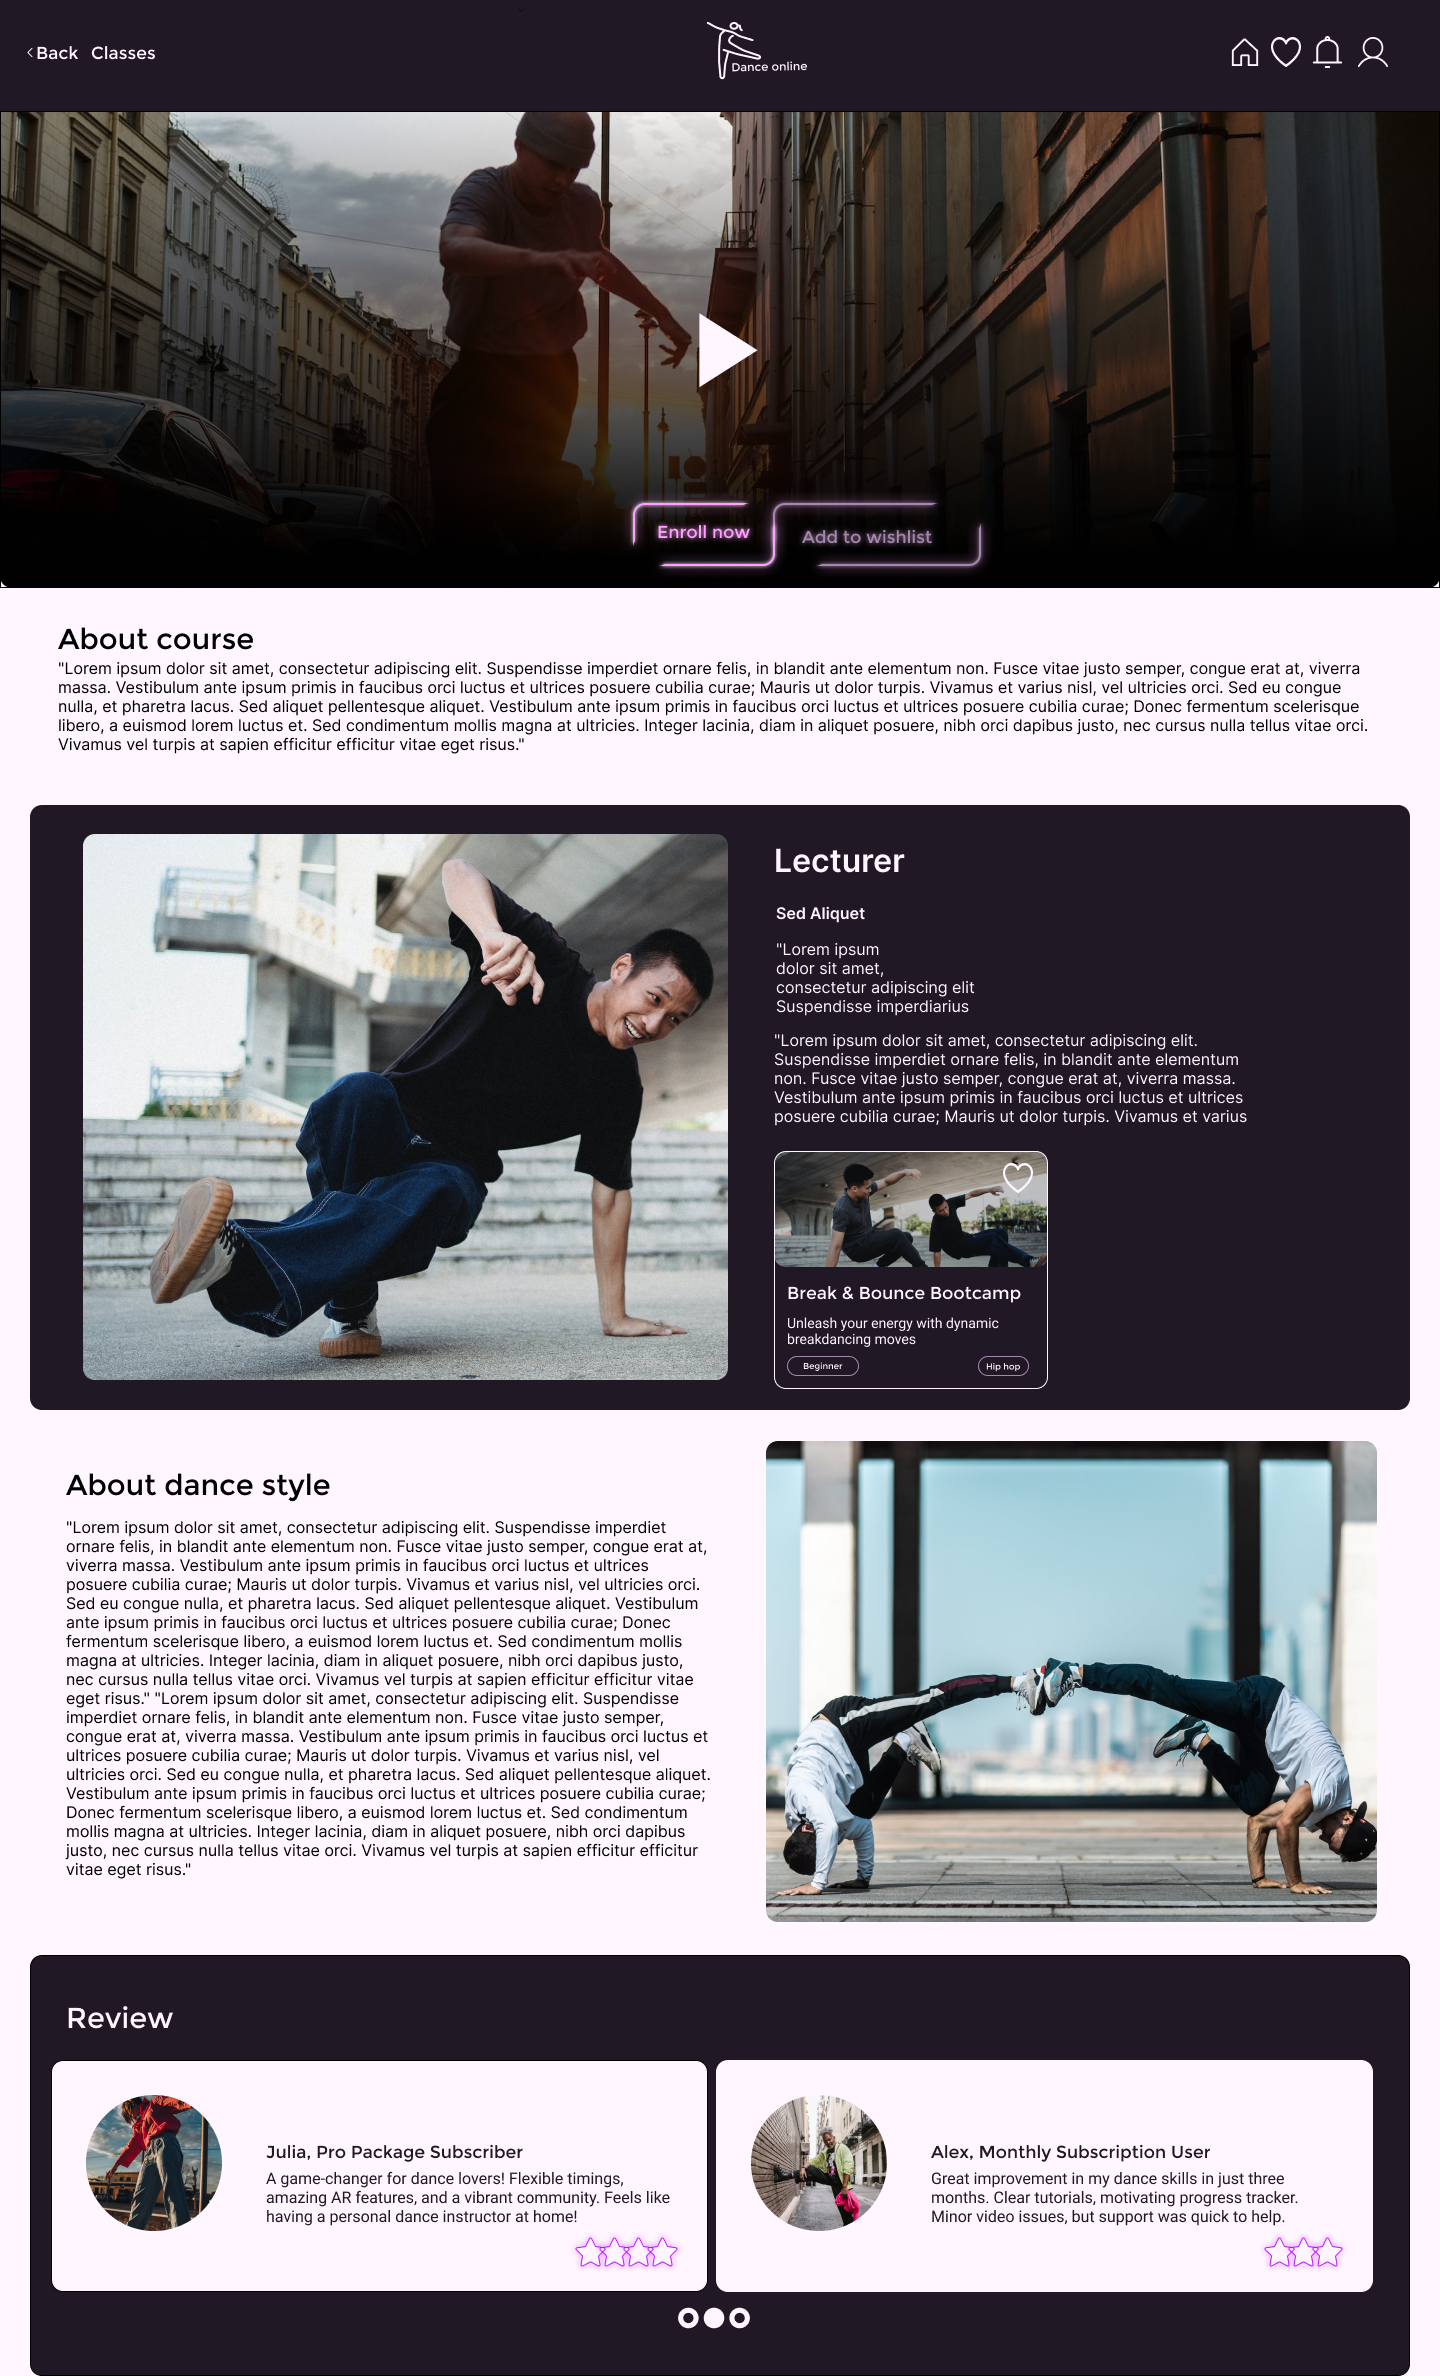 Back Classes
Dance online
Enroll now
Add to wishlist
About course
"Lorem ipsum dolor sit amet, consectetur adipiscing elit. Suspendisse imperdiet ornare felis, in blandit ante elementum non. Fusce vitae justo semper, congue erat at, viverra
massa. Vestibulum ante ipsum primis in faucibus orci luctus et ultrices posuere cubilia curae; Mauris ut dolor turpis. Vivamus et varius nisl, vel ultricies orci. Sed eu congue
nulla, et pharetra lacus. Sed aliquet pellentesque aliquet. Vestibulum ante ipsum primis in faucibus orci luctus et ultrices posuere cubilia curae; Donec fermentum scelerisque
libero, a euismod lorem luctus et. Sed condimentum mollis magna at ultricies. Integer lacinia, diam in aliquet posuere, nibh orci dapibus justo, nec cursus nulla tellus vitae orci.
Vivamus vel turpis at sapien efficitur efficitur vitae eget risus."
Lecturer
Sed Aliquet
"Lorem ipsum
dolor sit amet,
consectetur adipiscing elit
Suspendisse imperdiarius
"Lorem ipsum dolor sit amet, consectetur adipiscing elit.
Suspendisse imperdiet ornare felis, in blandit ante elementum
non. Fusce vitae justo semper, congue erat at, viverra massa.
Vestibulum ante ipsum primis in faucibus orci luctus et ultrices
posuere cubilia curae; Mauris ut dolor turpis. Vivamus et varius
Break & Bounce Bootcamp
Unleash your energy with dynamic
breakdancing moves
Beginner
Hip hop
About dance style
"Lorem ipsum dolor sit amet, consectetur adipiscing elit. Suspendisse imperdiet
ornare felis, in blandit ante elementum non. Fusce vitae justo semper, congue erat at,
viverra massa. Vestibulum ante ipsum primis in faucibus orci luctus et ultrices
posuere cubilia curae; Mauris ut dolor turpis. Vivamus et varius nisl, vel ultricies orci.
Sed eu congue nulla, et pharetra lacus. Sed aliquet pellentesque aliquet. Vestibulum
ante ipsum primis in faucibus orci luctus et ultrices posuere cubilia curae; Donec
fermentum scelerisque libero, a euismod lorem luctus et. Sed condimentum mollis
magna at ultricies. Integer lacinia, diam in aliquet posuere, nibh orci dapibus justo,
nec cursus nulla tellus vitae orci. Vivamus vel turpis at sapien efficitur efficitur vitae
eget risus." "Lorem ipsum dolor sit amet, consectetur adipiscing elit. Suspendisse
imperdiet ornare felis, in blandit ante elementum non. Fusce vitae justo semper,
congue erat at, viverra massa. Vestibulum ante ipsum primis in faucibus orci luctus et
ultrices posuere cubilia curae; Mauris ut dolor turpis. Vivamus et varius nisl, vel
ultricies orci. Sed eu congue nulla, et pharetra lacus. Sed aliquet pellentesque aliquet.
Vestibulum ante ipsum primis in faucibus orci luctus et ultrices posuere cubilia curae;
Donec fermentum scelerisque libero, a euismod lorem luctus et. Sed condimentum
mollis magna at ultricies. Integer lacinia, diam in aliquet posuere, nibh orci dapibus
justo, nec cursus nulla tellus vitae orci. Vivamus vel turpis at sapien efficitur efficitur
vitae eget risus."
Review
Julia, Pro Package Subscriber
A game-changer for dance lovers! Flexible timings,
amazing AR features, and a vibrant community. Feels like
having a personal dance instructor at home!
Alex, Monthly Subscription User
Great improvement in my dance skills in just three
months. Clear tutorials, motivating progress tracker.
Minor video issues, but support was quick to help.